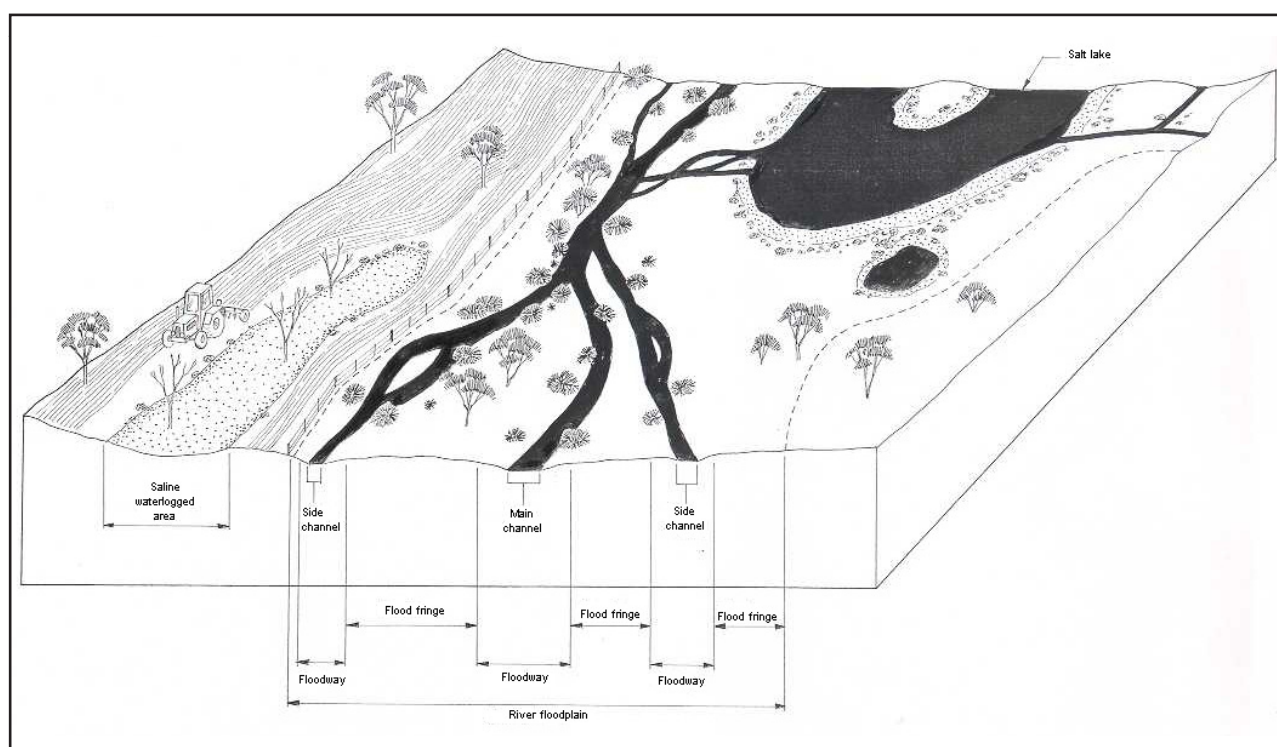 Salt lake
Saline
waterlogged
area
Side
channel
Main
channel
Side
channel
Flood fringe
Flood fringe
Flood fringe
Floodway
Floodway
Floodway
River floodplain